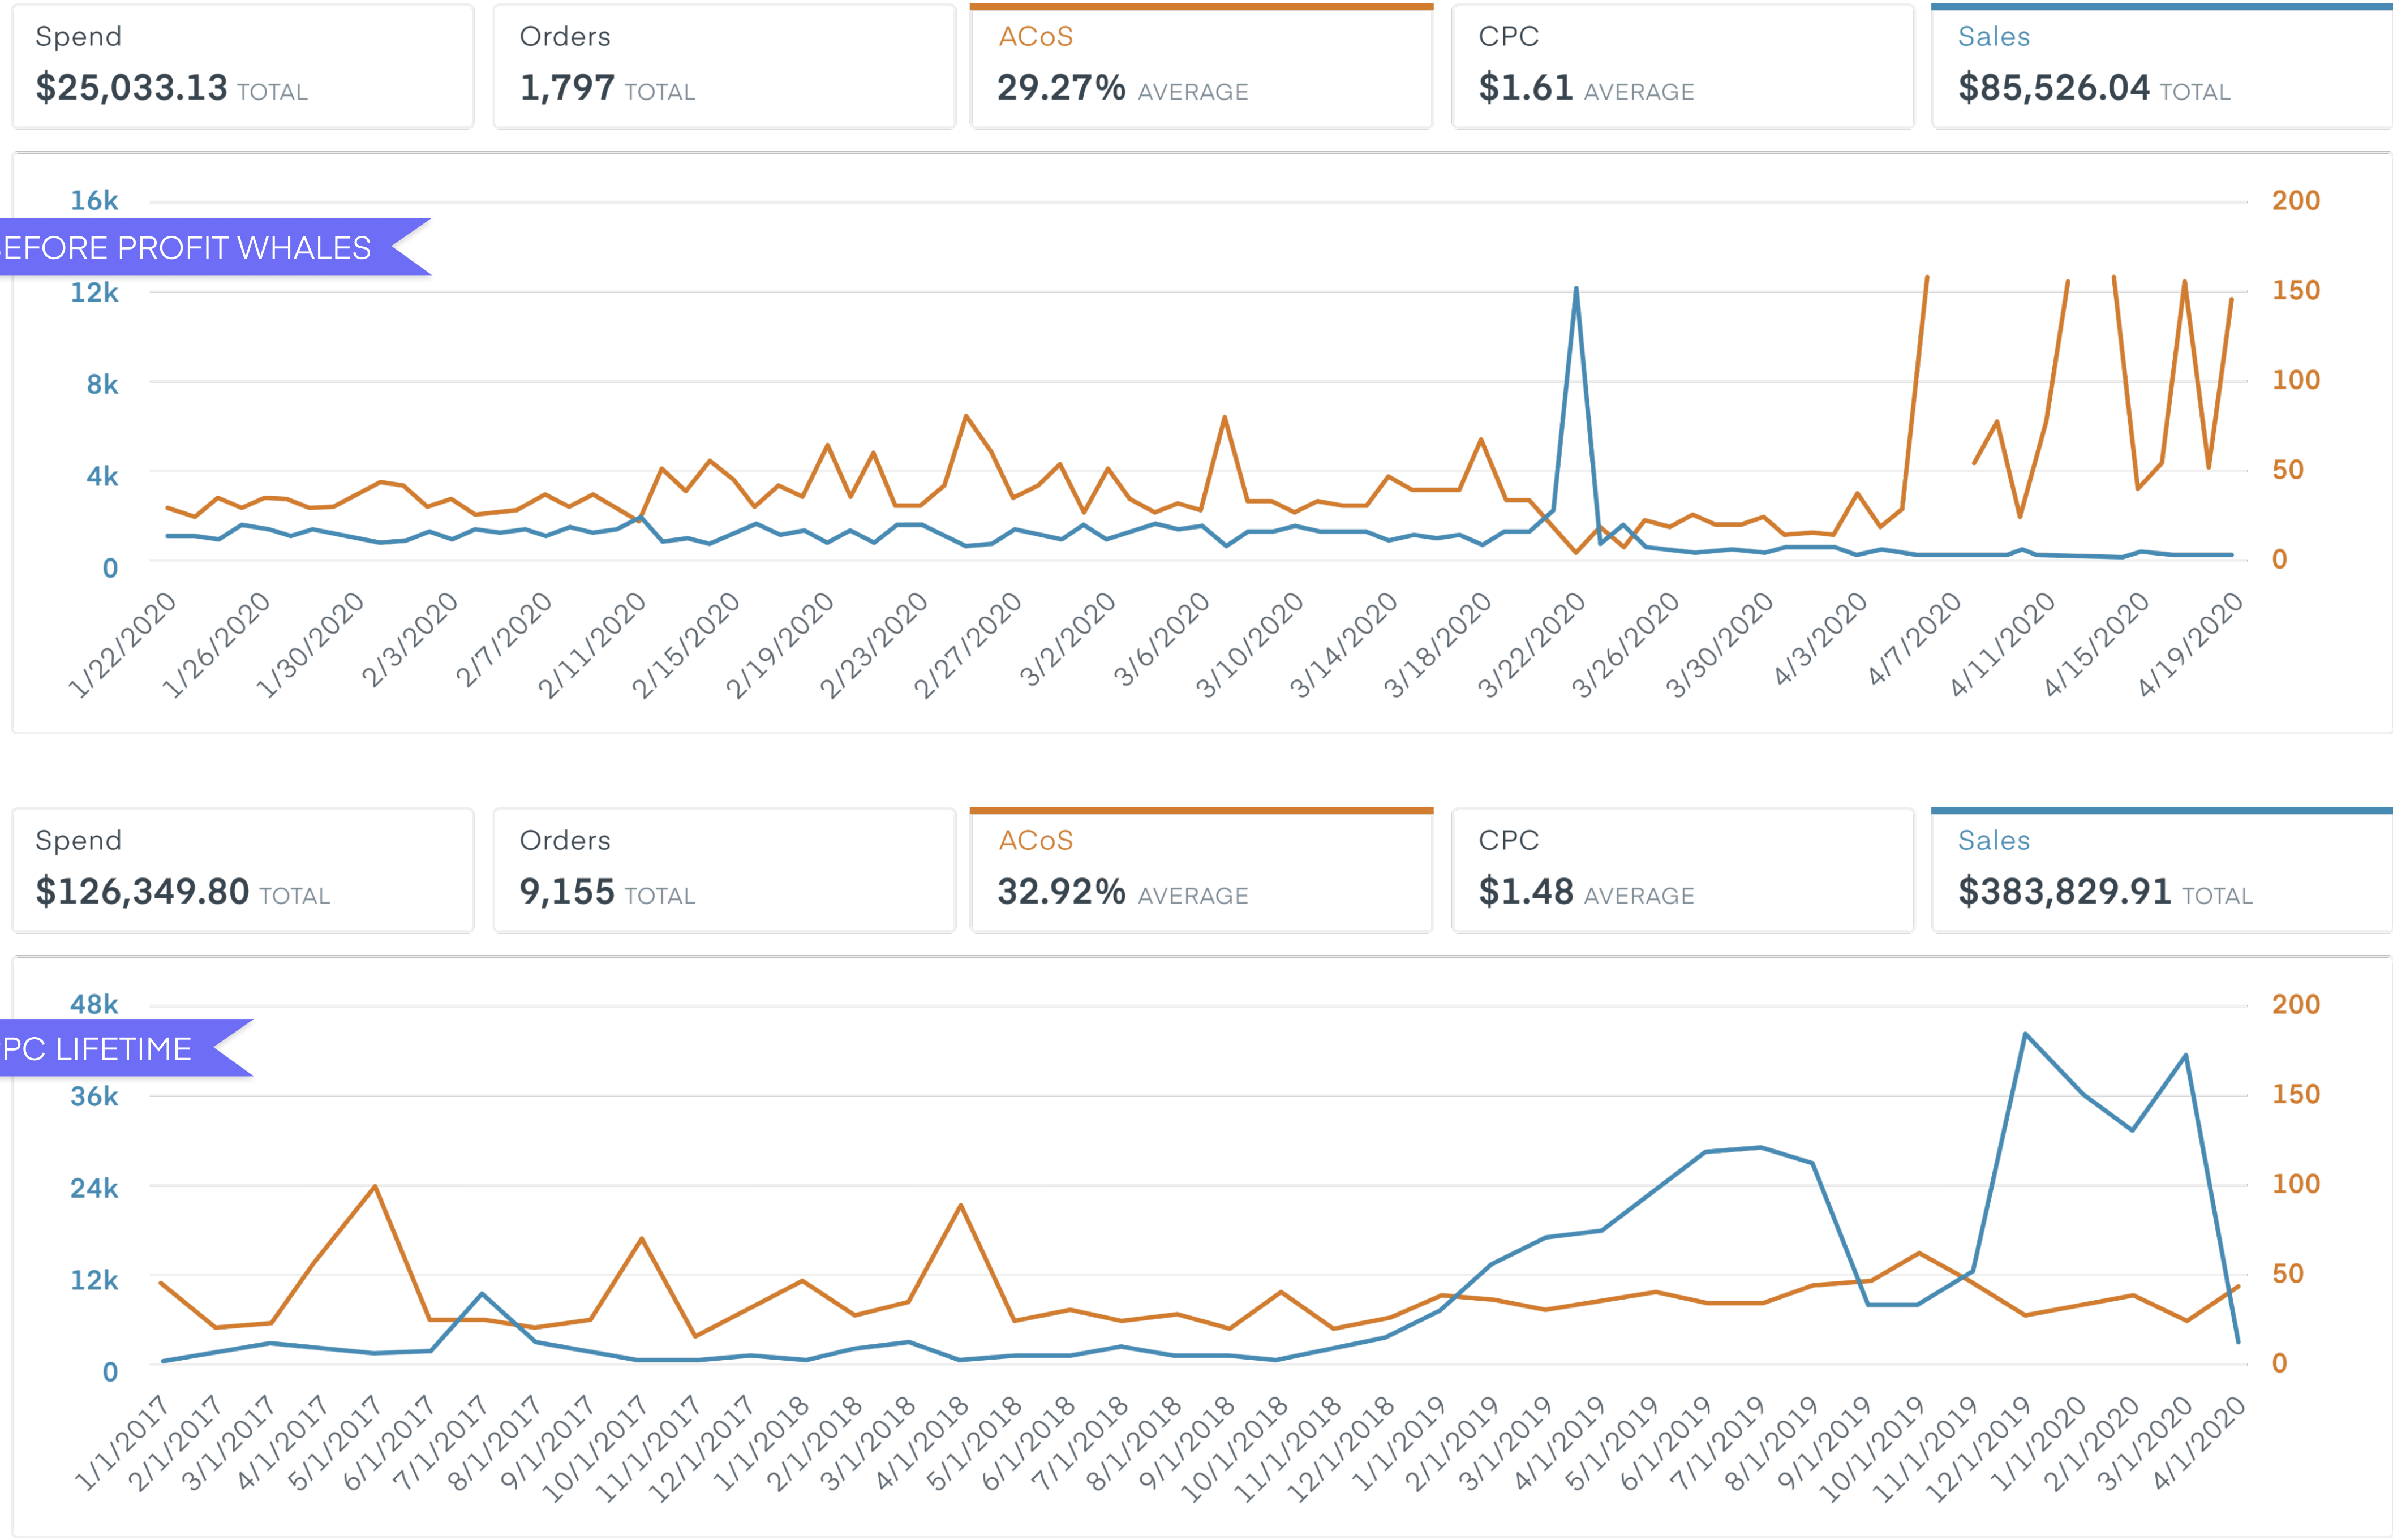 Spend
$25,033.13 TOTAL
Orders
1,797 TOTAL
ACoS
29.27% AVERAGE
CPC
$1.61 AVERAGE
Sales
$85,526.04 TOTAL
EFORE PROFIT WHALES
16k
12k
8k
4k
0
200
150
100
50
0
1/22/2020
1/26/2020
1/30/2020
2/3/2020
2/7/2020
2/11/2020
2/15/2020
2/19/2020
2/23/2020
2/27/2020
3/2/2020
3/6/2020
3/10/2020
3/14/2020
3/18/2020
3/22/2020
3/26/2020
3/30/2020
4/3/2020
4/7/2020
4/11/2020
4/15/2020
4/19/2020
Spend
$126,349.80 TOTAL
Orders
9,155 TOTAL
ACoS
32.92% AVERAGE
CPC
$1.48 AVERAGE
Sales
$383,829.91 TOTAL
PC LIFETIME
48k
36k
24k
12k
0
200
150
100
50
0
1/1/2017
2/1/2017
3/1/2017
4/1/2017
5/1/2017
6/1/2017
7/1/2017
8/1/2017
9/1/2017
10/1/2017
11/1/2017
12/1/2017
1/1/2018
2/1/2018
3/1/2018
4/1/2018
5/1/2018
6/1/2018
7/1/2018
8/1/2018
9/1/2018
10/1/2018
11/1/2018
12/1/2018
1/1/2019
2/1/2019
3/1/2019
4/1/2019
5/1/2019
6/1/2019
7/1/2019
8/1/2019
9/1/2019
10/1/2019
11/1/2019
12/1/2019
1/1/2020
2/1/2020
3/1/2020
4/1/2020